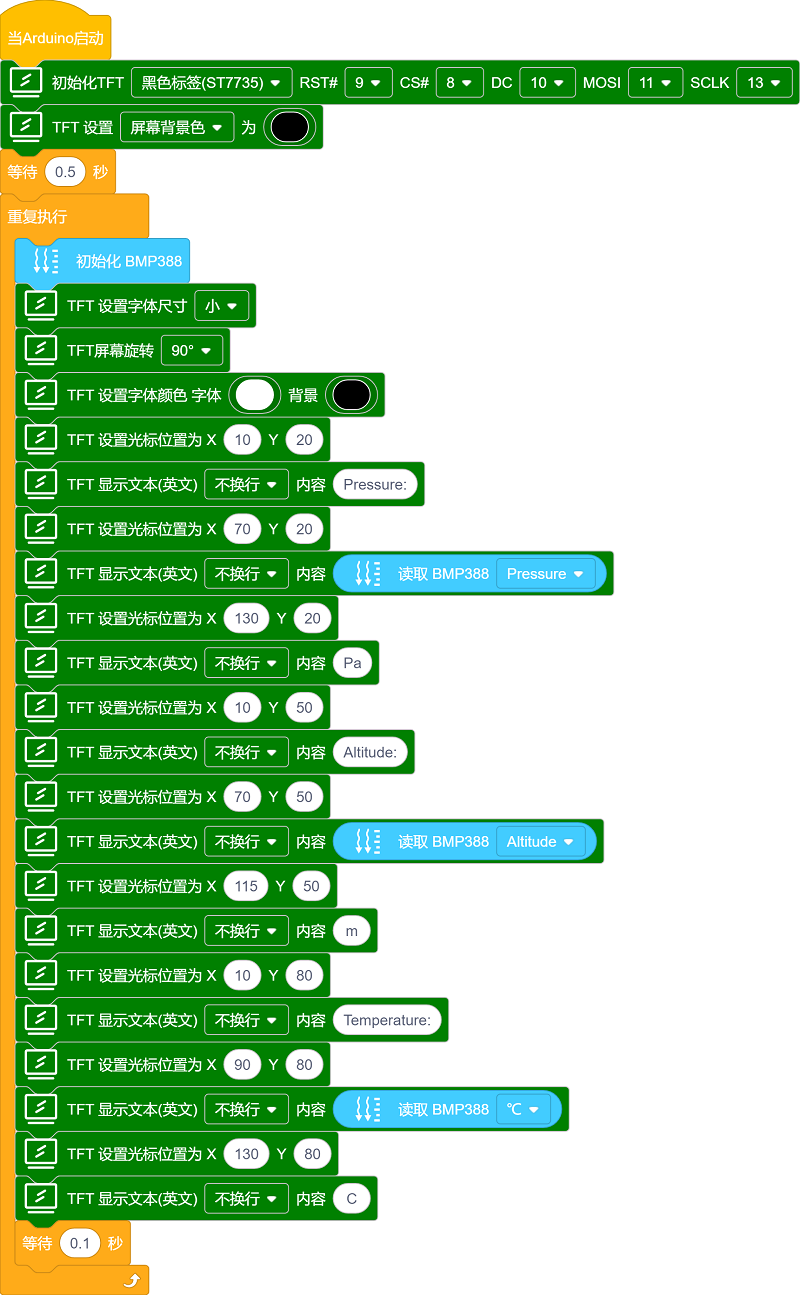 当Arduino启动
初始化TFT 黑色标签(ST7735) RST# 9 CS# 8 DC 10 MOSI 11 SCLK 13
TFT 设置 屏幕背景色 为
等待 0.5 秒
重复执行
初始化 BMP388
TFT 设置字体尺寸 小
TFT屏幕旋转 90°
TFT 设置字体颜色 字体 背景
TFT 设置光标位置为 X 10 Y 20
TFT 显示文本(英文) 不换行 内容 Pressure:
TFT 设置光标位置为 X 70 Y 20
TFT 显示文本(英文) 不换行 内容 读取 BMP388 Pressure
TFT 设置光标位置为 X 130 Y 20
TFT 显示文本(英文) 不换行 内容 Pa
TFT 设置光标位置为 X 10 Y 50
TFT 显示文本(英文) 不换行 内容 Altitude:
TFT 设置光标位置为 X 70 Y 50
TFT 显示文本(英文) 不换行 内容 读取 BMP388 Altitude
TFT 设置光标位置为 X 115 Y 50
TFT 显示文本(英文) 不换行 内容 m
TFT 设置光标位置为 X 10 Y 80
TFT 显示文本(英文) 不换行 内容 Temperature:
TFT 设置光标位置为 X 90 Y 80
TFT 显示文本(英文) 不换行 内容 读取 BMP388 ℃
TFT 设置光标位置为 X 130 Y 80
TFT 显示文本(英文) 不换行 内容 C
等待 0.1 秒